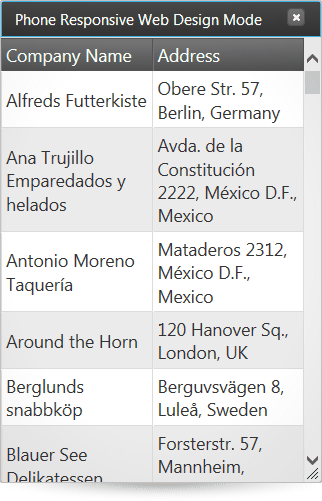 Phone Responsive Web Design Mode
Company Name Address
Alfreds Futterkiste
Obere Str. 57,
Berlin, Germany
Ana Trujillo
Emparedados y
helados
Avda. de la
Constitución
2222, México D.F.,
Mexico
Antonio Moreno
Taquería
Mataderos 2312,
México D.F.,
Mexico
Around the Horn
120 Hanover Sq.,
London, UK
Berglunds
snabbköp
Berguvsvägen 8,
Luleå, Sweden
Blauer See
Delikatessen
Forsterstr. 57,
Mannheim,